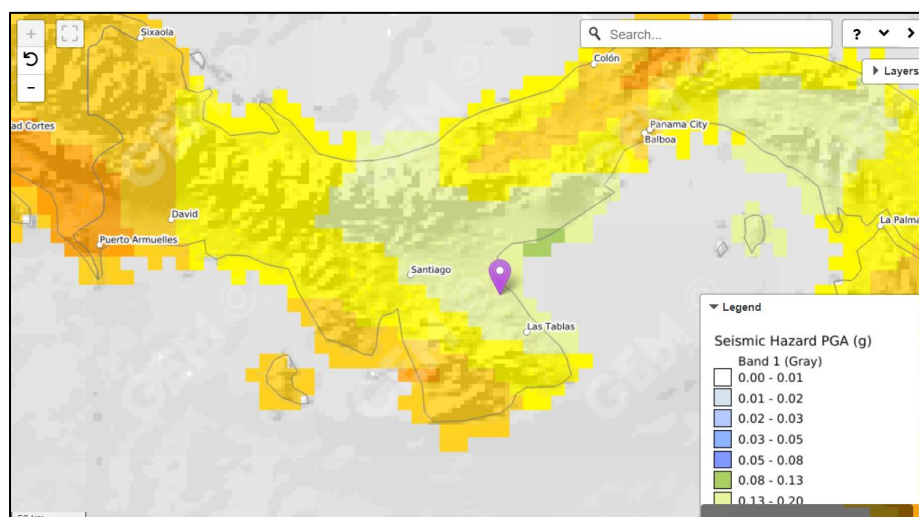 +
-
Search...
?
Layers
Sixaola
Colón
ad Cortes
Panama City
Balboa
David
La Palma
Puerto Armuelles
Santiago
Las Tablas
GEM ©
Legend
Seismic Hazard PGA (g)
Band 1 (Gray)
0.00 - 0.01
0.01 - 0.02
0.02 - 0.03
0.03 - 0.05
0.05 - 0.08
0.08 - 0.13
0.13 - 0.20